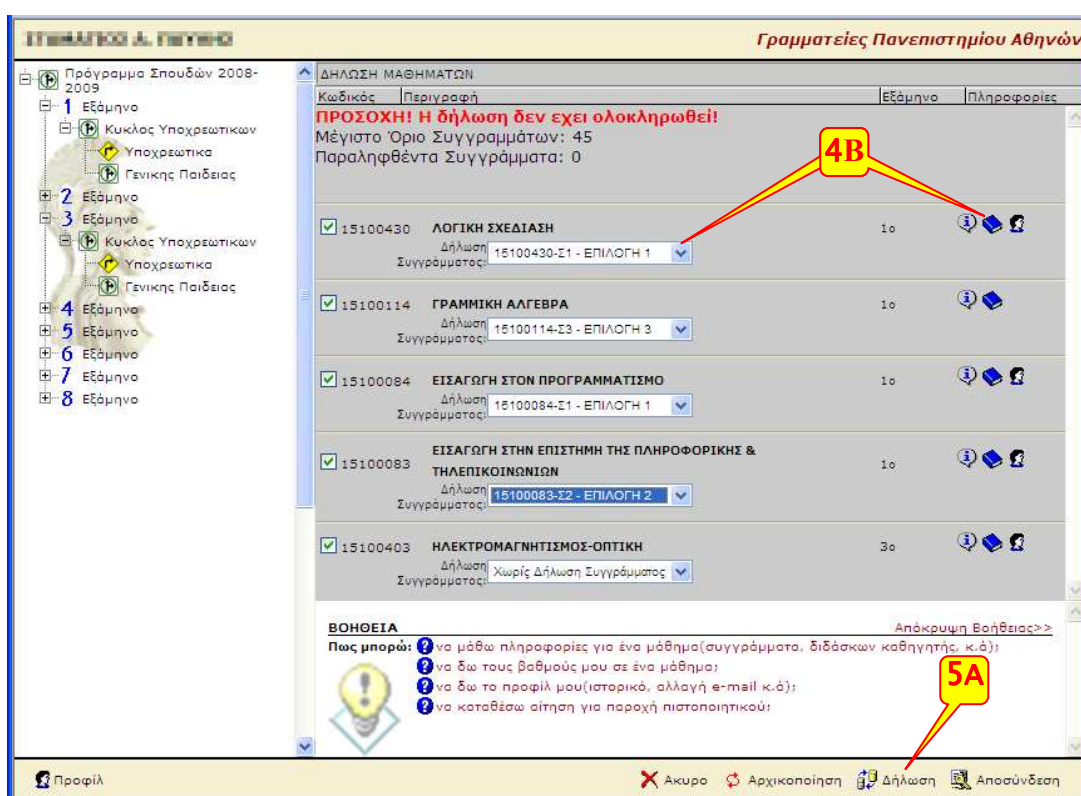 Γραμματείες Πανεπιστημίου Αθηνών
Πρόγραμμα Σπουδών 2008-
2009
1 Εξάμηνο
Κυκλος Υποχρεωτικων
Υποχρεωτικα
Γενικης Παιδειας
2 Εξάμηνο
3 Εξάμηνο
Κυκλος Υποχρεωτικων
Υποχρεωτικα
Γενικης Παιδειας
4 Εξάμηνο
5 Εξάμηνο
6 Εξάμηνο
7 Εξάμηνο
8 Εξάμηνο
ΔΗΛΩΣΗ ΜΑΘΗΜΑΤΩΝ
Κωδικός Περιγραφή Εξάμηνο Πληροφορίες
ΠΡΟΣΟΧΗ! Η δήλωση δεν εχει ολοκληρωθεί!
Μέγιστο Όριο Συγγραμμάτων: 45
Παραληφθέντα Συγγράμματα: 0
4B
15100430 ΛΟΓΙΚΗ ΣΧΕΔΙΑΣΗ 1ο
Δήλωση
Συγγράμματος: 15100430-Σ1 - ΕΠΙΛΟΓΗ 1
15100114 ΓΡΑΜΜΙΚΗ ΑΛΓΕΒΡΑ 1ο
Δήλωση
Συγγράμματος: 15100114-Σ3 - ΕΠΙΛΟΓΗ 3
15100084 ΕΙΣΑΓΩΓΗ ΣΤΟΝ ΠΡΟΓΡΑΜΜΑΤΙΣΜΟ 1ο
Δήλωση
Συγγράμματος: 15100084-Σ1 - ΕΠΙΛΟΓΗ 1
15100083 ΕΙΣΑΓΩΓΗ ΣΤΗΝ ΕΠΙΣΤΗΜΗ ΤΗΣ ΠΛΗΡΟΦΟΡΙΚΗΣ &
ΤΗΛΕΠΙΚΟΙΝΩΝΙΩΝ 1ο
Δήλωση
Συγγράμματος: 15100083-Σ2 - ΕΠΙΛΟΓΗ 2
15100403 ΗΛΕΚΤΡΟΜΑΓΝΗΤΙΣΜΟΣ-ΟΠΤΙΚΗ 3ο
Δήλωση
Συγγράμματος: Χωρίς Δήλωση Συγγράμματος
ΒΟΗΘΕΙΑ Απόκρυψη Βοήθειας>>
Πως μπορώ: να μάθω πληροφορίες για ένα μάθημα(συγγράμματα, διδάσκων καθηγητής, κ.ά);
να δω τους βαθμούς μου σε ένα μάθημα;
να δω το προφίλ μου(ιστορικό, αλλαγή e-mail κ.ά);
να καταθέσω αίτηση για παροχή πιστοποιητικού;
5A
Προφίλ Ακυρο Αρχικοποίηση Δήλωση Αποσύνδεση